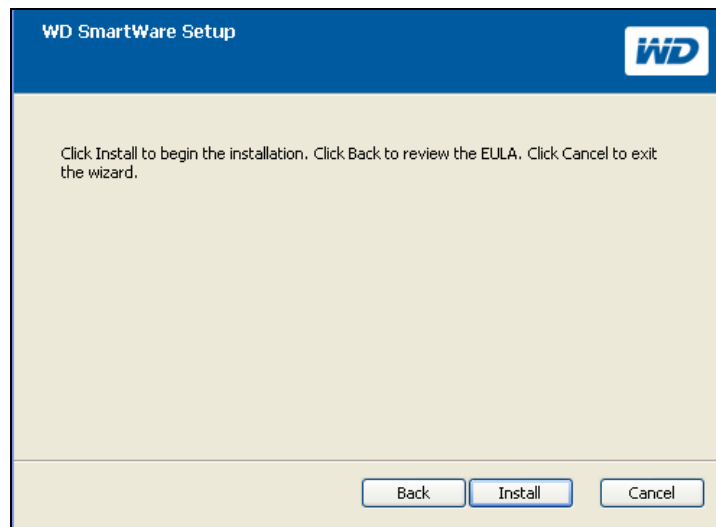 WD SmartWare Setup
WD
Click Install to begin the installation. Click Back to review the EULA. Click Cancel to exit
the wizard.
Back
Install
Cancel